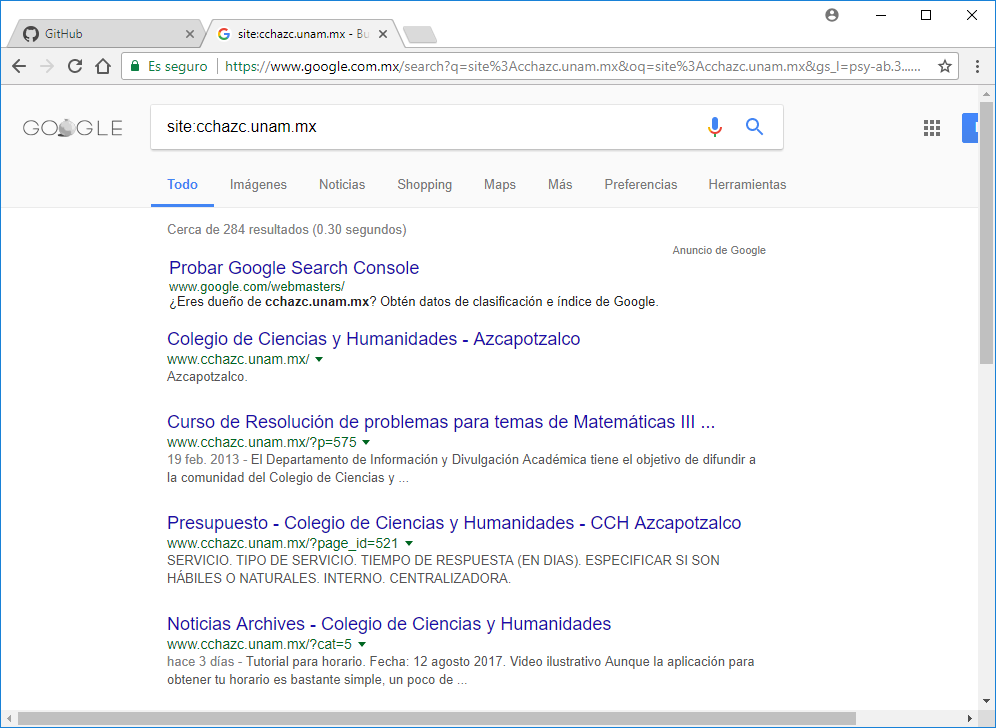 GitHub
site:cchazc.unam.mx - Bu
Es seguro
https://www.google.com.mx/search?q=site%3Acchazc.unam.mx&oq=site%3Acchazc.unam.mx&gs_l=psy-ab.3......
GOOGLE
site:cchazc.unam.mx
Todo Imágenes Noticias Shopping Maps Más Preferencias Herramientas
Cerca de 284 resultados (0.30 segundos)
Anuncio de Google
Probar Google Search Console
www.google.com/webmasters/
¿Eres dueño de cchazc.unam.mx? Obtén datos de clasificación e índice de Google.
Colegio de Ciencias y Humanidades - Azcapotzalco
www.cchazc.unam.mx/
Azcapotzalco.
Curso de Resolución de problemas para temas de Matemáticas III ...
www.cchazc.unam.mx/?p=575
19 feb. 2013 - El Departamento de Información y Divulgación Académica tiene el objetivo de difundir a
la comunidad del Colegio de Ciencias y ...
Presupuesto - Colegio de Ciencias y Humanidades - CCH Azcapotzalco
www.cchazc.unam.mx/?page_id=521
SERVICIO. TIPO DE SERVICIO. TIEMPO DE RESPUESTA (EN DIAS). ESPECIFICAR SI SON
HÁBILES O NATURALES. INTERNO. CENTRALIZADORA.
Noticias Archives - Colegio de Ciencias y Humanidades
www.cchazc.unam.mx/?cat=5
hace 3 días - Tutorial para horario. Fecha: 12 agosto 2017. Video ilustrativo Aunque la aplicación para
obtener tu horario es bastante simple, un poco de ...